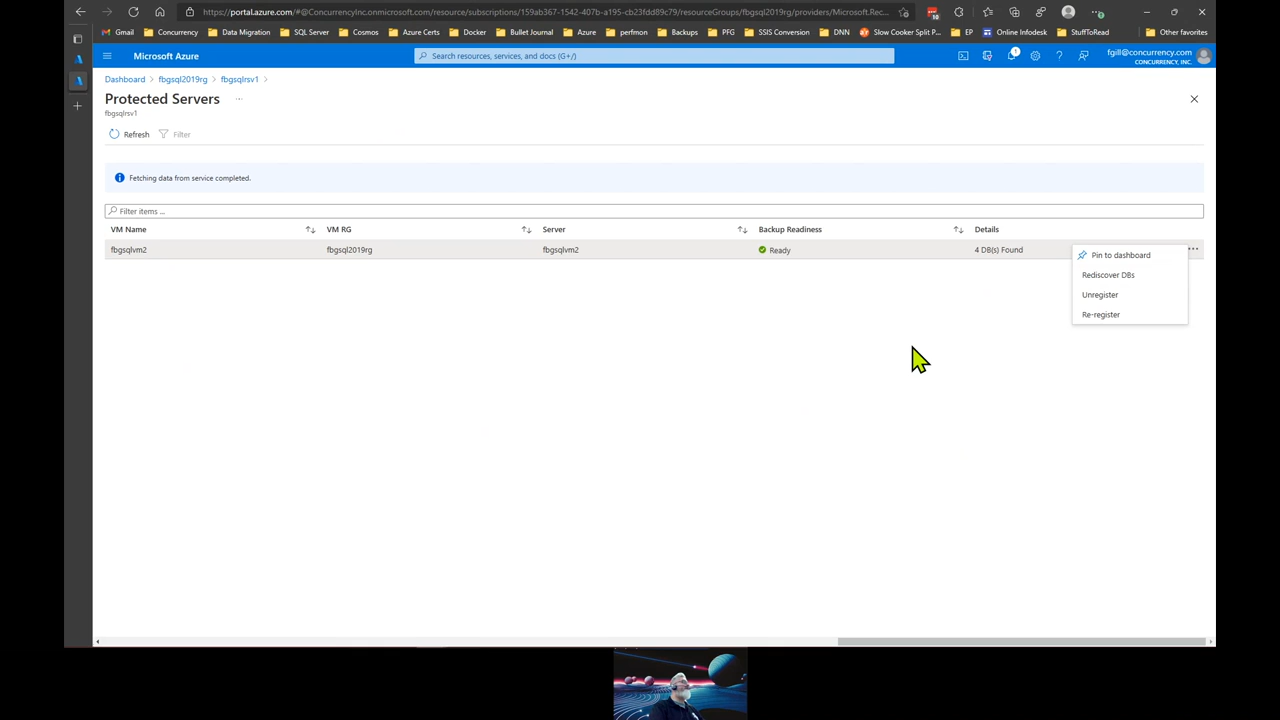 https://portal.azure.com/#@ConcurrencyInc.onmicrosoft.com/resource/subscriptions/159ab367-1542-407b-a195-cb23fdd89c79/resourceGroups/fbgsql2019rg/providers/Microsoft.Rec...
10
Gmail Concurrency Data Migration SQL Server Cosmos Azure Certs Docker Bullet Journal Azure perfmon Backups PFG SSIS Conversion DNN Slow Cooker Split P... EP Online Infodesk StuffToRead Other favorites
Microsoft Azure
Search resources, services, and docs (G+/)
1
fgill@concurrency.com
CONCURRENCY, INC.
Dashboard > fbgsql2019rg > fbgsqlrsv1 >
Protected Servers ...
fbgsqlrsv1
Refresh Filter
Fetching data from service completed.
Filter items ...
VM Name VM RG Server Backup Readiness Details
fbgsqlvm2 fbgsql2019rg fbgsqlvm2 Ready 4 DB(s) Found ...
Pin to dashboard
Rediscover DBs
Unregister
Re-register